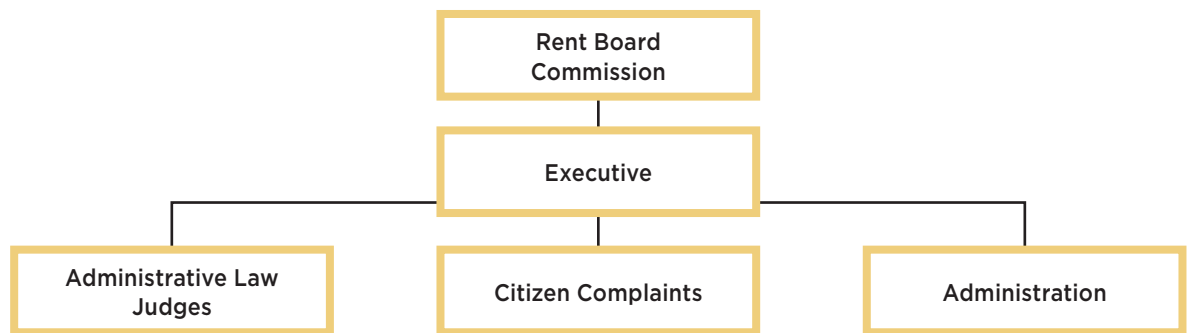 Rent Board
Commission
Executive
Administrative Law
Judges
Citizen Complaints
Administration